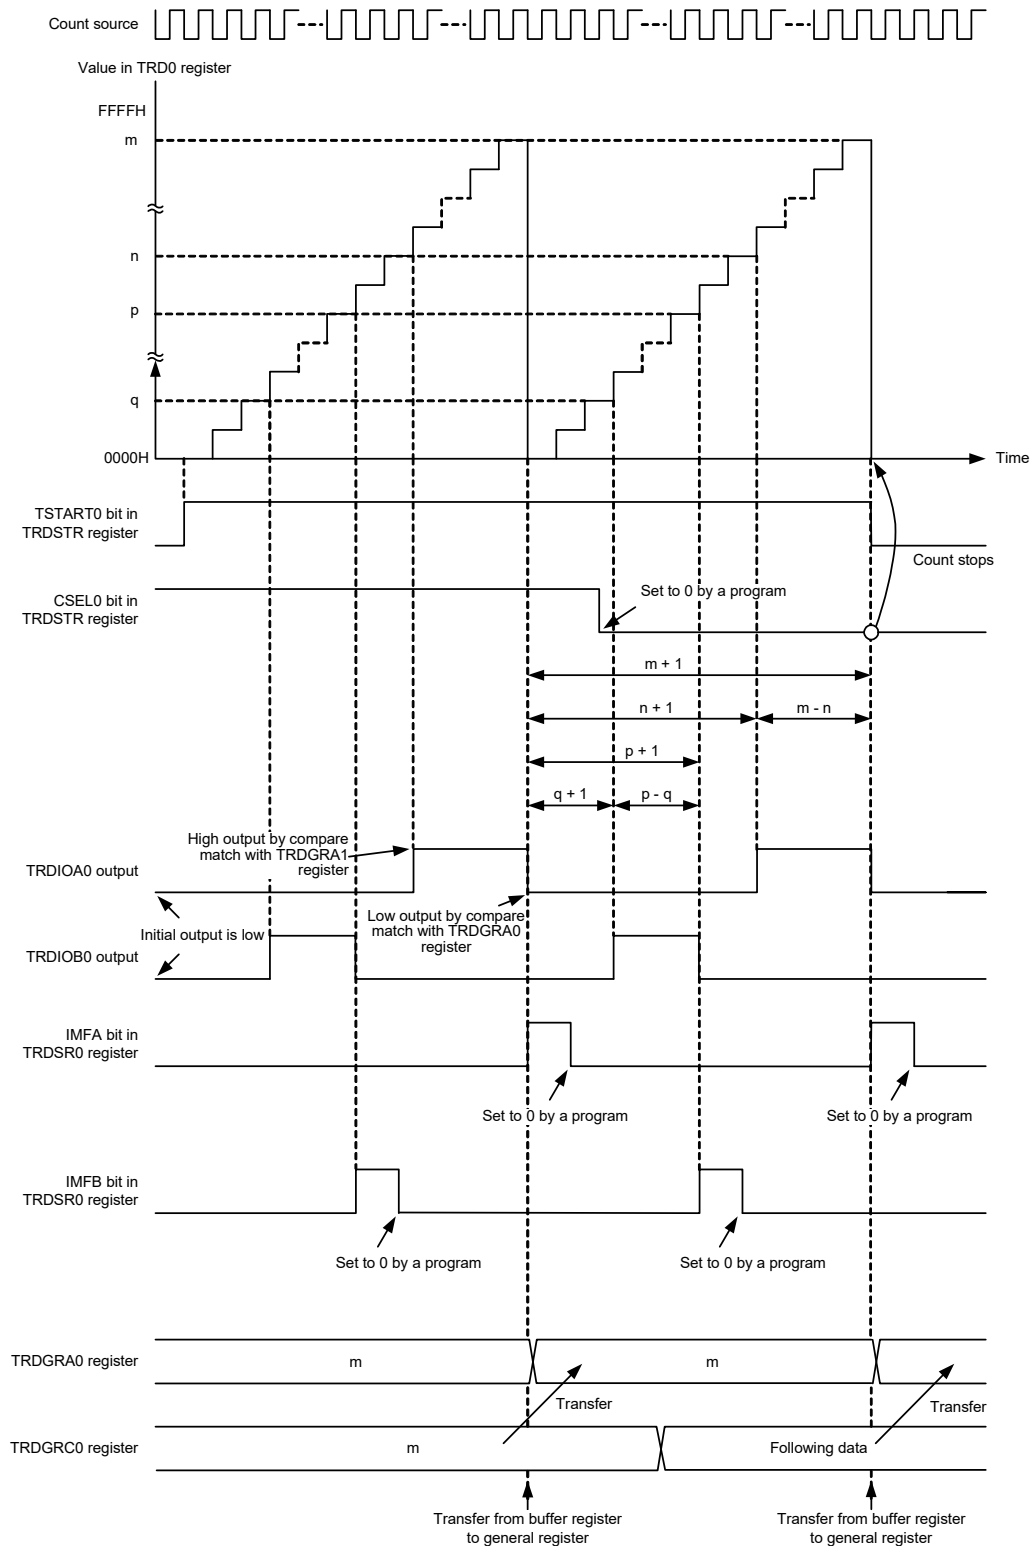 Count source
Value in TRD0 register
FFFFH
m
n
p
q
0000H
Time
TSTART0 bit in
TRDSTR register
Count stops
CSEL0 bit in
TRDSTR register
Set to 0 by a program
m + 1
n + 1
m - n
p + 1
q + 1
p - q
High output by compare
match with TRDGRA1
register
TRDIOA0 output
Low output by compare
match with TRDGRA0
register
Initial output is low
TRDIOB0 output
IMFA bit in
TRDSR0 register
Set to 0 by a program
Set to 0 by a program
IMFB bit in
TRDSR0 register
Set to 0 by a program
Set to 0 by a program
TRDGRA0 register
m
m
Transfer
Transfer
TRDGRC0 register
m
Following data
Transfer from buffer register
to general register
Transfer from buffer register
to general register